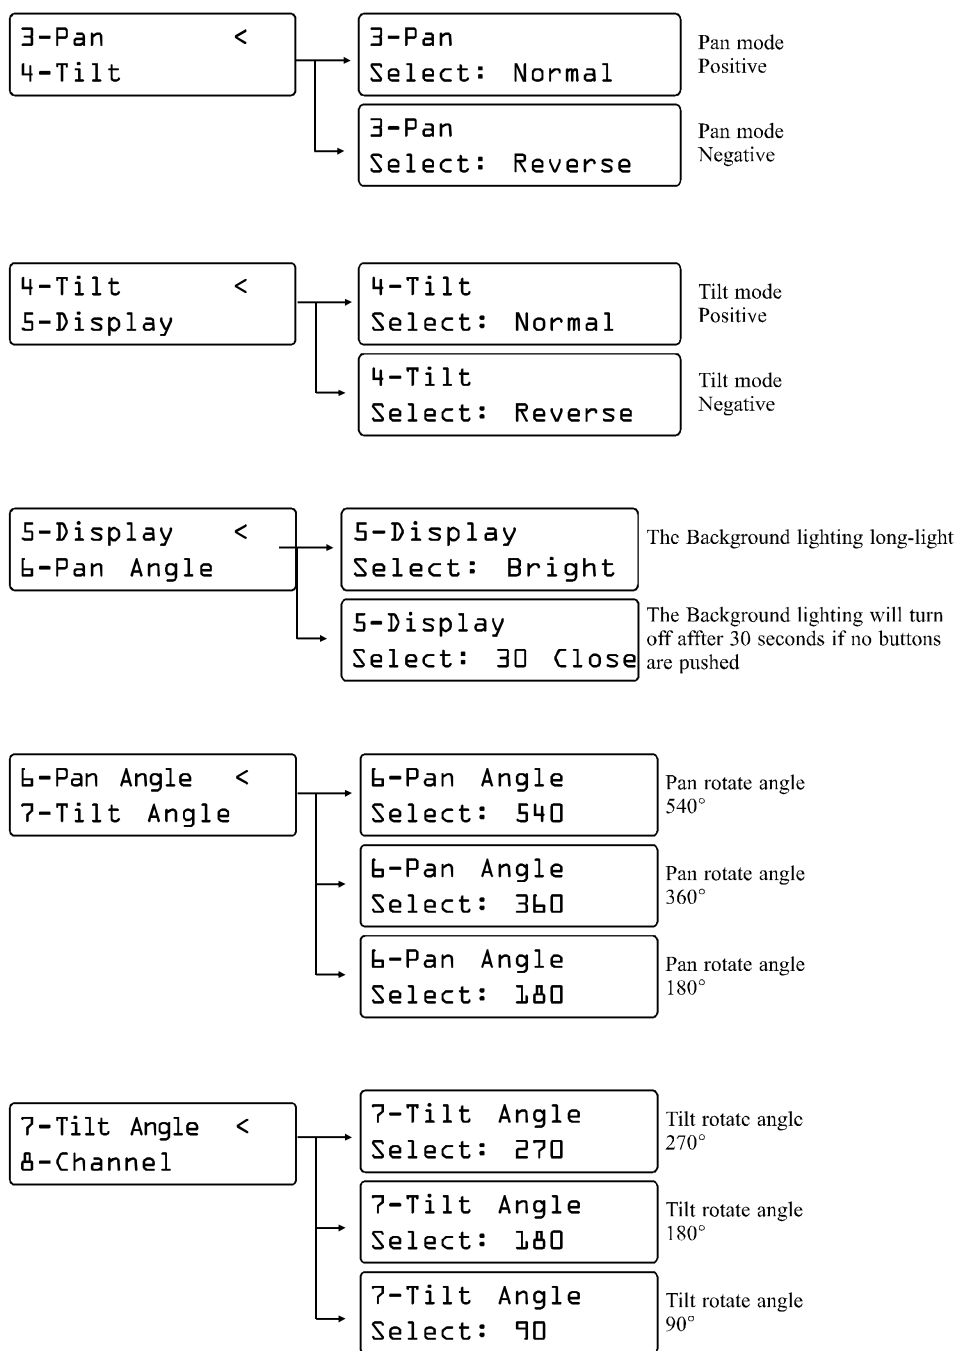 3-Pan <
4-Tilt
3-Pan
Select: Normal
Pan mode
Positive
3-Pan
Select: Reverse
Pan mode
Negative
4-Tilt <
5-Display
4-Tilt
Select: Normal
Tilt mode
Positive
4-Tilt
Select: Reverse
Tilt mode
Negative
5-Display <
6-Pan Angle
5-Display
Select: Bright
The Background lighting long-light
5-Display
Select: 30 Close
The Background lighting will turn
off affter 30 seconds if no buttons
are pushed
6-Pan Angle <
7-Tilt Angle
6-Pan Angle
Select: 540
Pan rotate angle
540°
6-Pan Angle
Select: 360
Pan rotate angle
360°
6-Pan Angle
Select: 180
Pan rotate angle
180°
7-Tilt Angle <
8-Channel
7-Tilt Angle
Select: 270
Tilt rotate angle
270°
7-Tilt Angle
Select: 180
Tilt rotate angle
180°
7-Tilt Angle
Select: 90
Tilt rotate angle
90°